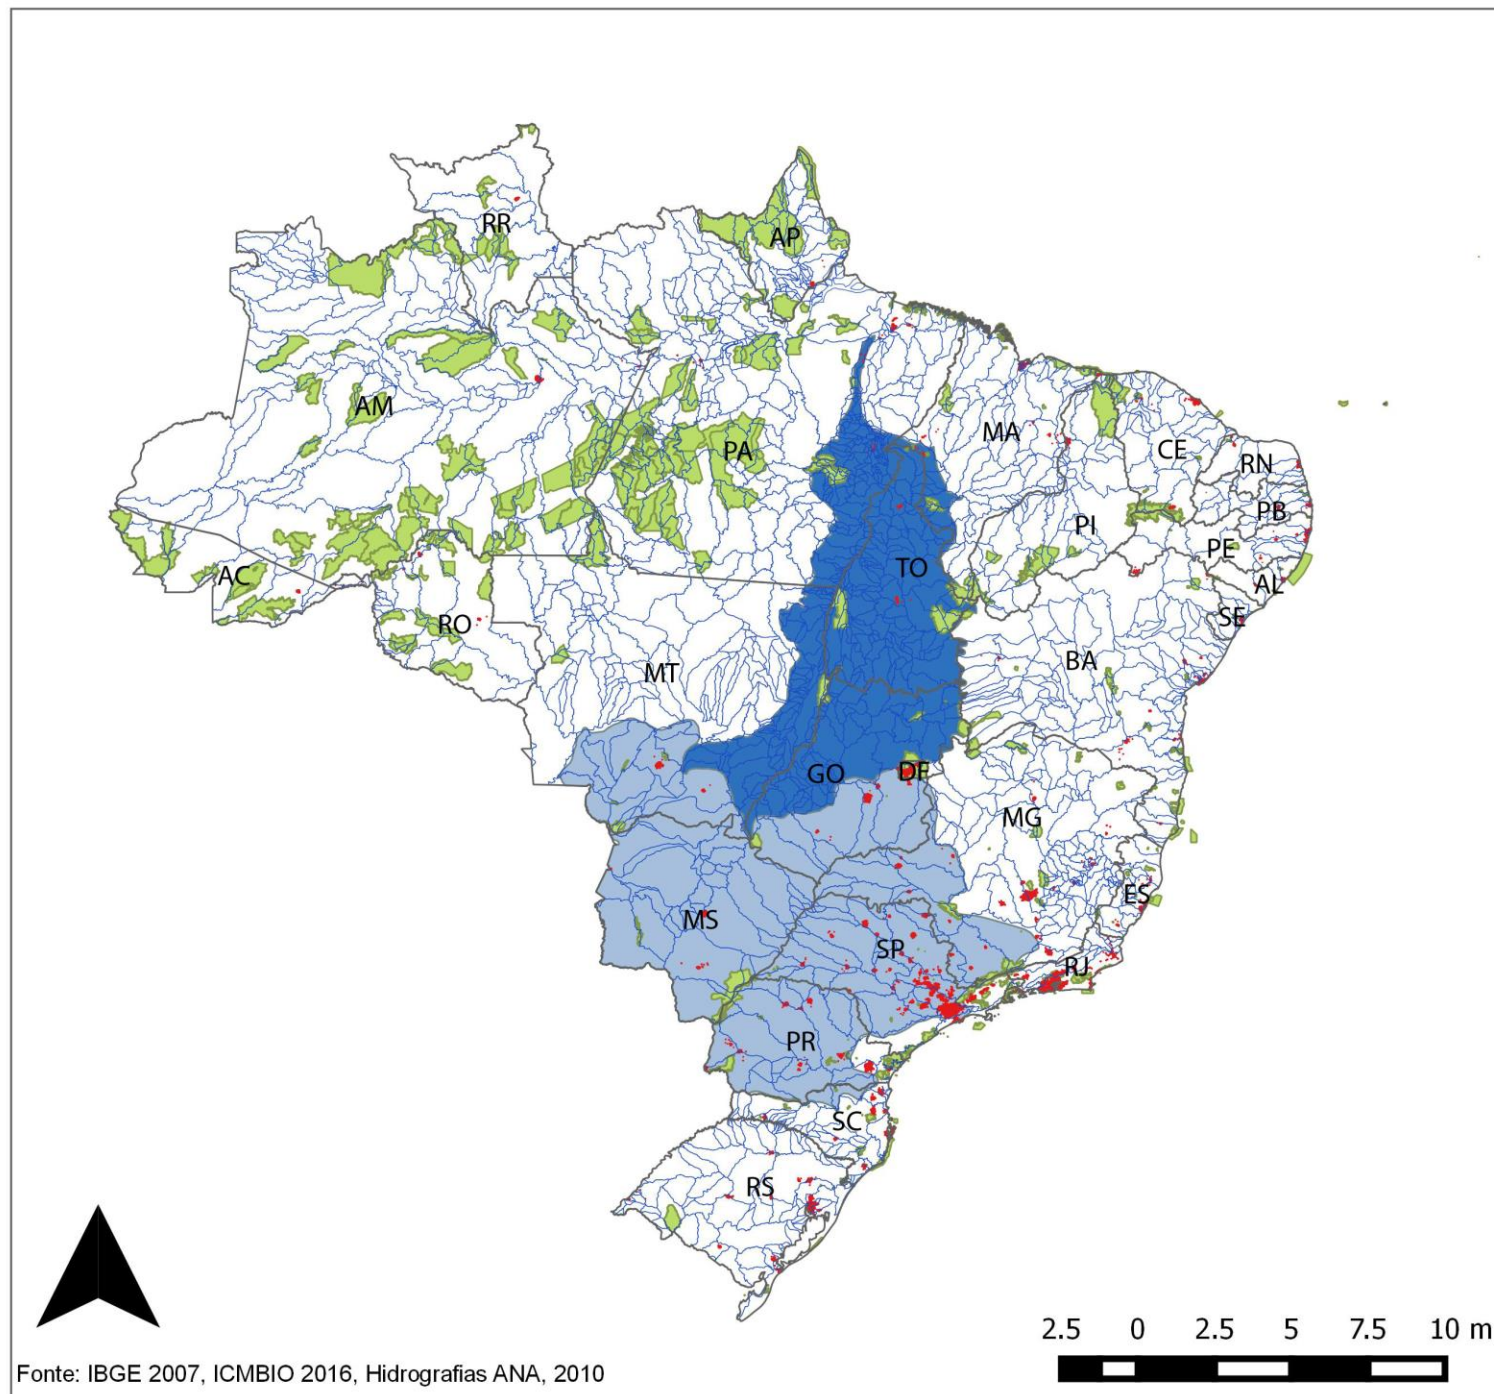 RR
AP
AM
PA
MA
CE
RN
PB
PI
PE
TO
AL
AC
SE
RO
BA
MT
GO
DF
MG
ES
MS
SP
RJ
PR
SC
RS
2.5 0 2.5 5 7.5 10 m
Fonte: IBGE 2007, ICMBIO 2016, Hidrografias ANA, 2010